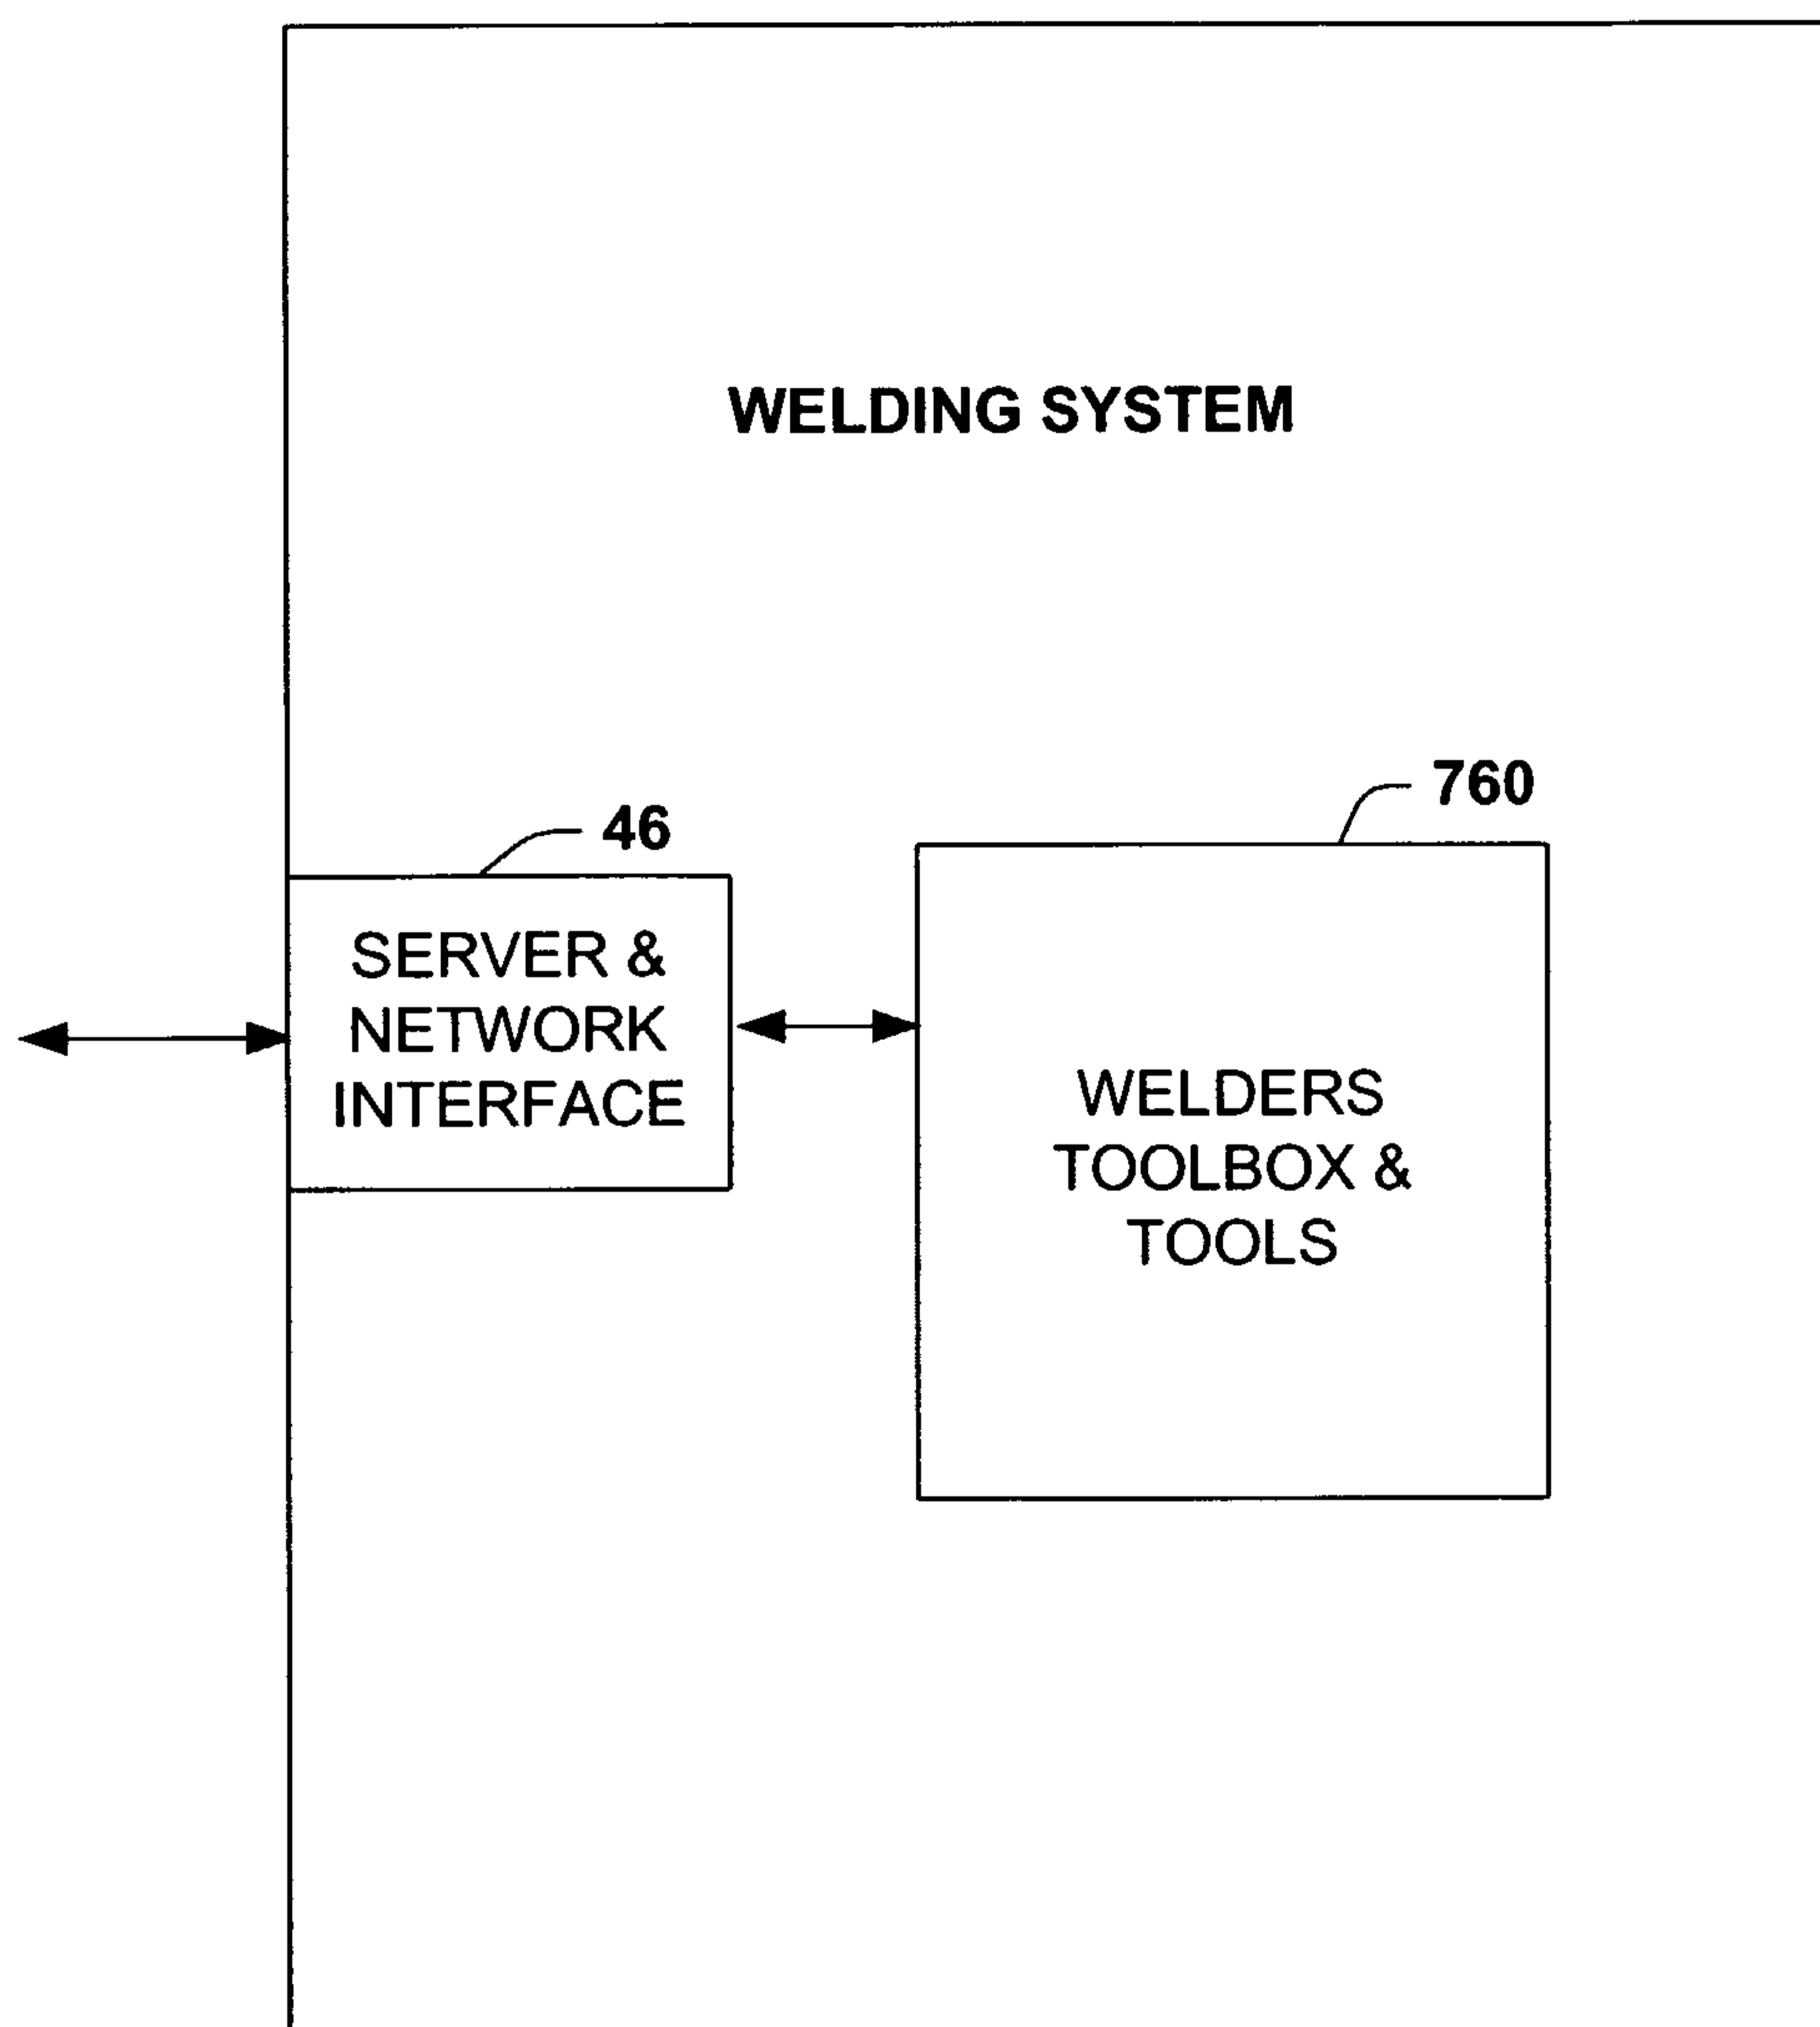 WELDING SYSTEM
760
46
SERVER &
NETWORK
INTERFACE
WELDERS
TOOLBOX &
TOOLS